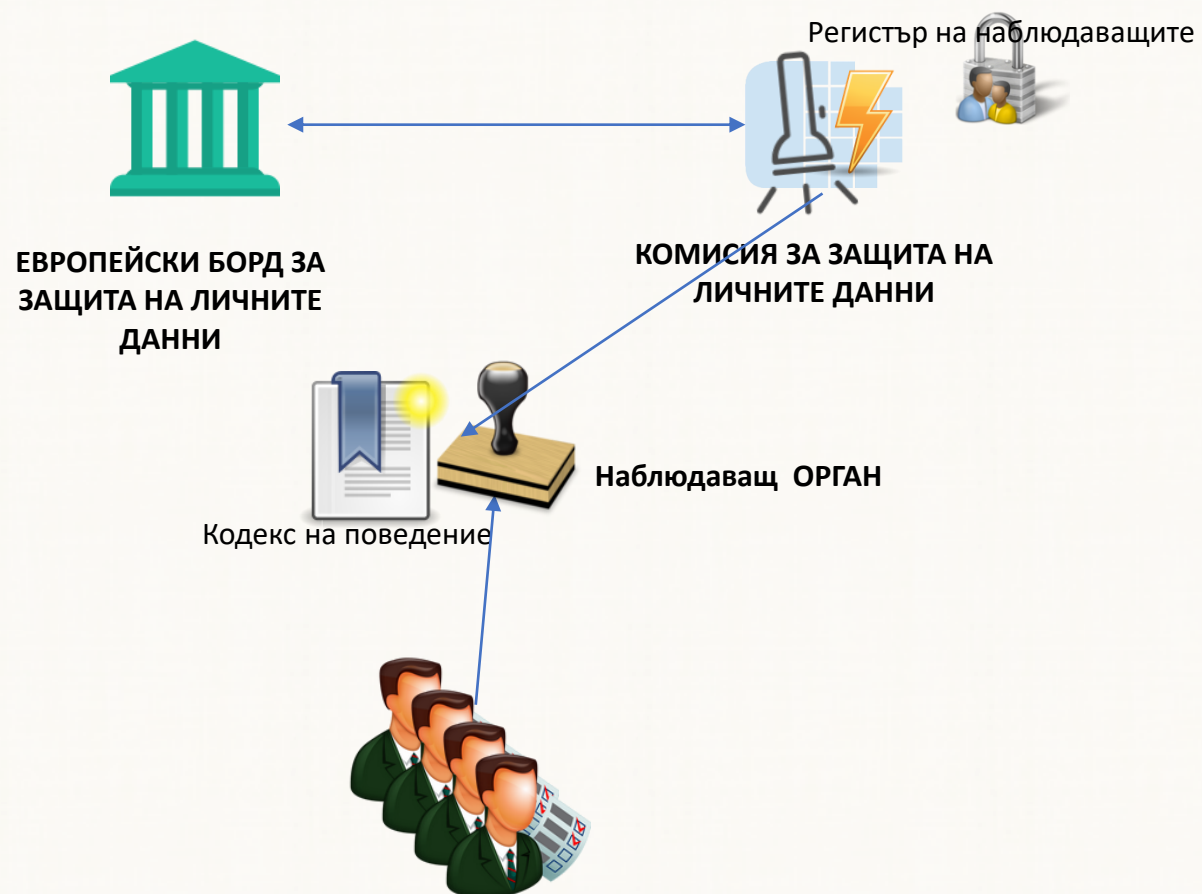 Регистър на наблюдаващите
ЕВРОПЕЙСКИ БОРД ЗА
ЗАЩИТА НА ЛИЧНИТЕ
ДАННИ
КОМИСИЯ ЗА ЗАЩИТА НА
ЛИЧНИТЕ ДАННИ
Наблюдаващ ОРГАН
Кодекс на поведение